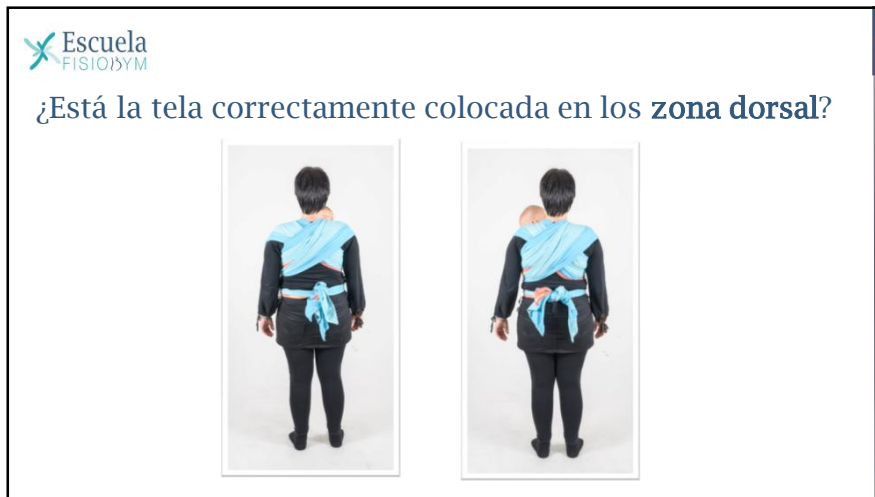 Escuela
FISIOBYM
¿Está la tela correctamente colocada en los zona dorsal?